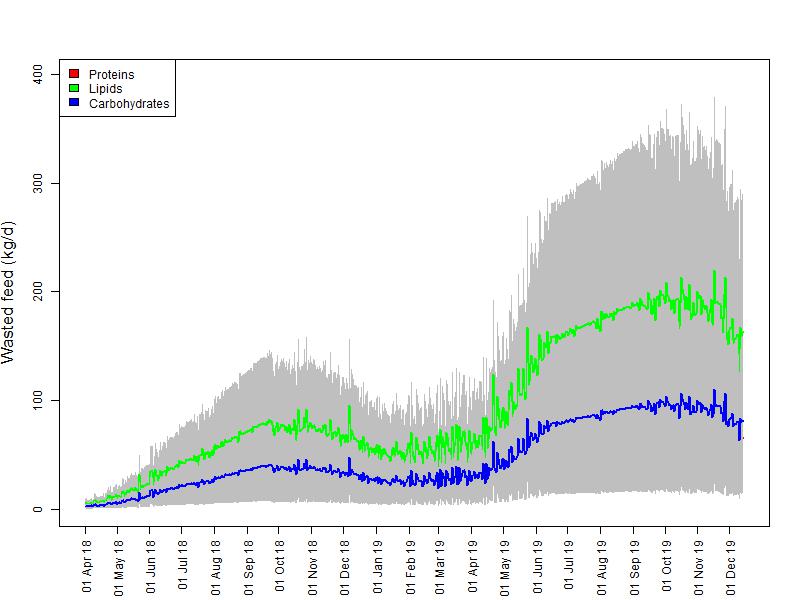 Proteins
Lipids
Carbohydrates
Wasted feed (kg/d)
400
300
200
100
0
01 Apr 18
01 May 18
01 Jun 18
01 Jul 18
01 Aug 18
01 Sep 18
01 Oct 18
01 Nov 18
01 Dec 18
01 Jan 19
01 Feb 19
01 Mar 19
01 Apr 19
01 May 19
01 Jun 19
01 Jul 19
01 Aug 19
01 Sep 19
01 Oct 19
01 Nov 19
01 Dec 19